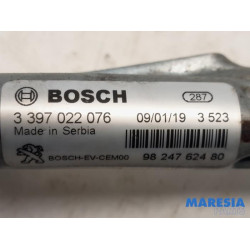 BOSCH 287
3 397 022 076 09/01/19 3 523
Made in Serbia
BOSCH-EV-CEM00 98 247 624 80
MARESIA